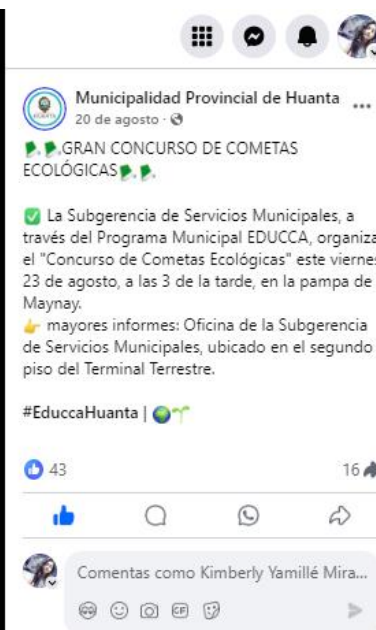 Municipalidad Provincial de Huanta
20 de agosto ·
GRAN CONCURSO DE COMETAS
ECOLÓGICAS
La Subgerencia de Servicios Municipales, a
través del Programa Municipal EDUCCA, organiza
el "Concurso de Cometas Ecológicas" este viernes
23 de agosto, a las 3 de la tarde, en la pampa de
Maynay.
mayores informes: Oficina de la Subgerencia
de Servicios Municipales, ubicado en el segundo
piso del Terminal Terrestre.
#EduccaHuanta |
43
16
Comentas como Kimberly Yamillé Mira...
GIF